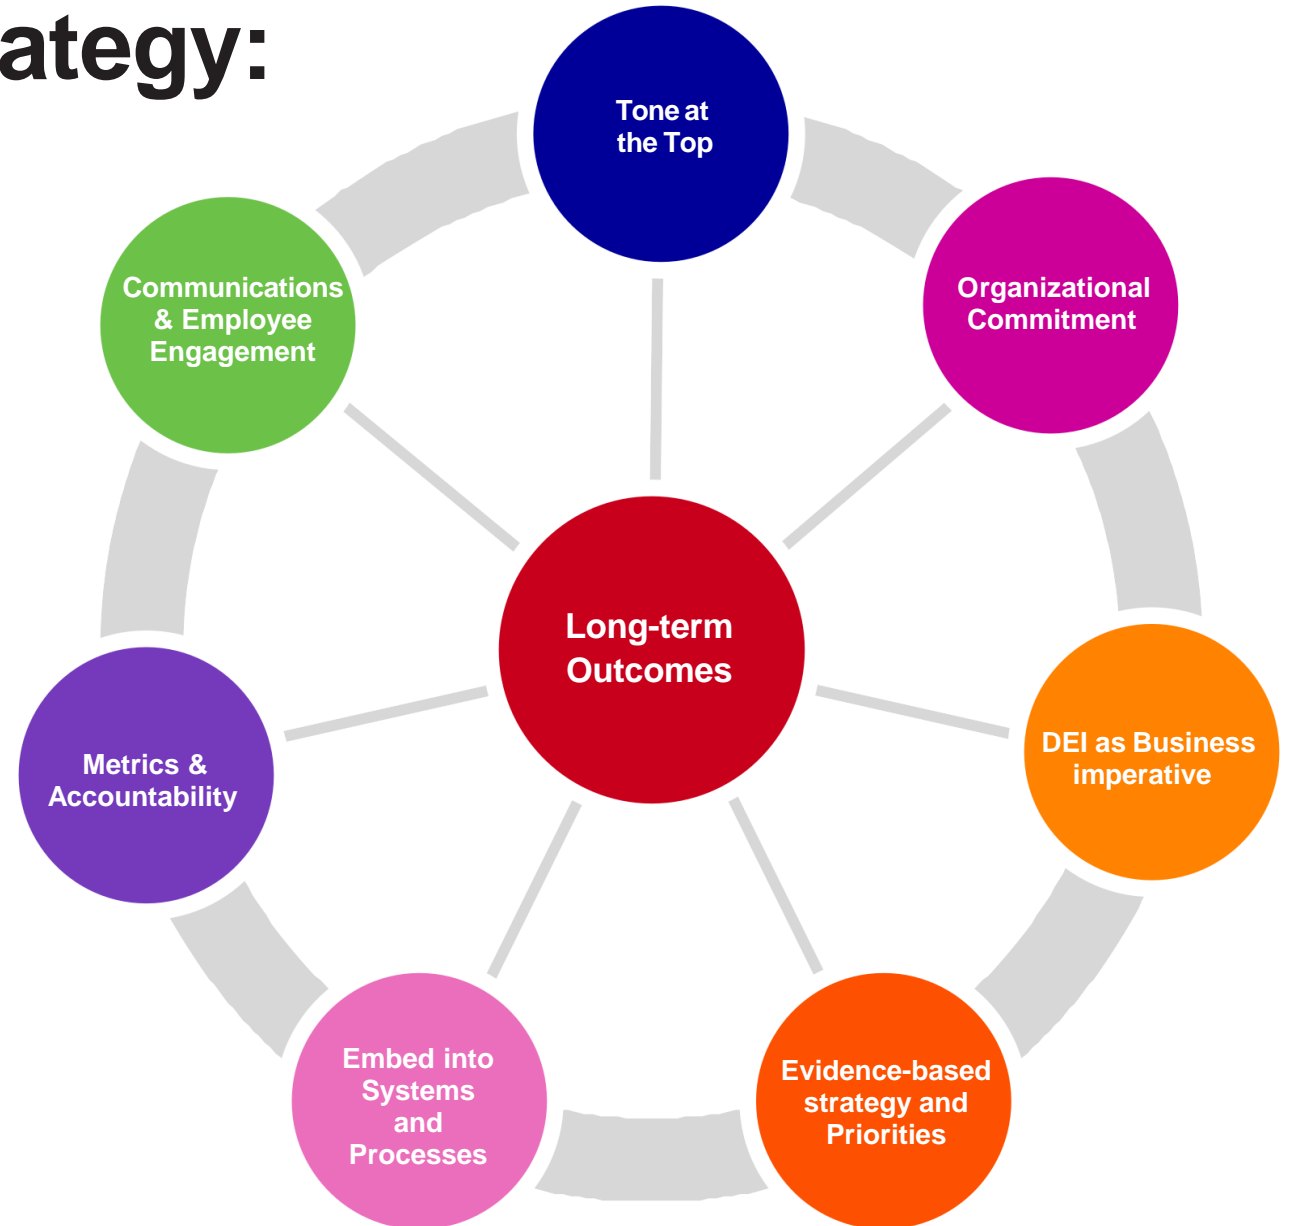 ategy:
Tone at
the Top
Organizational
Commitment
DEI as Business
imperative
Evidence-based
strategy and
Priorities
Embed into
Systems
and
Processes
Metrics &
Accountability
Communications
& Employee
Engagement
Long-term
Outcomes